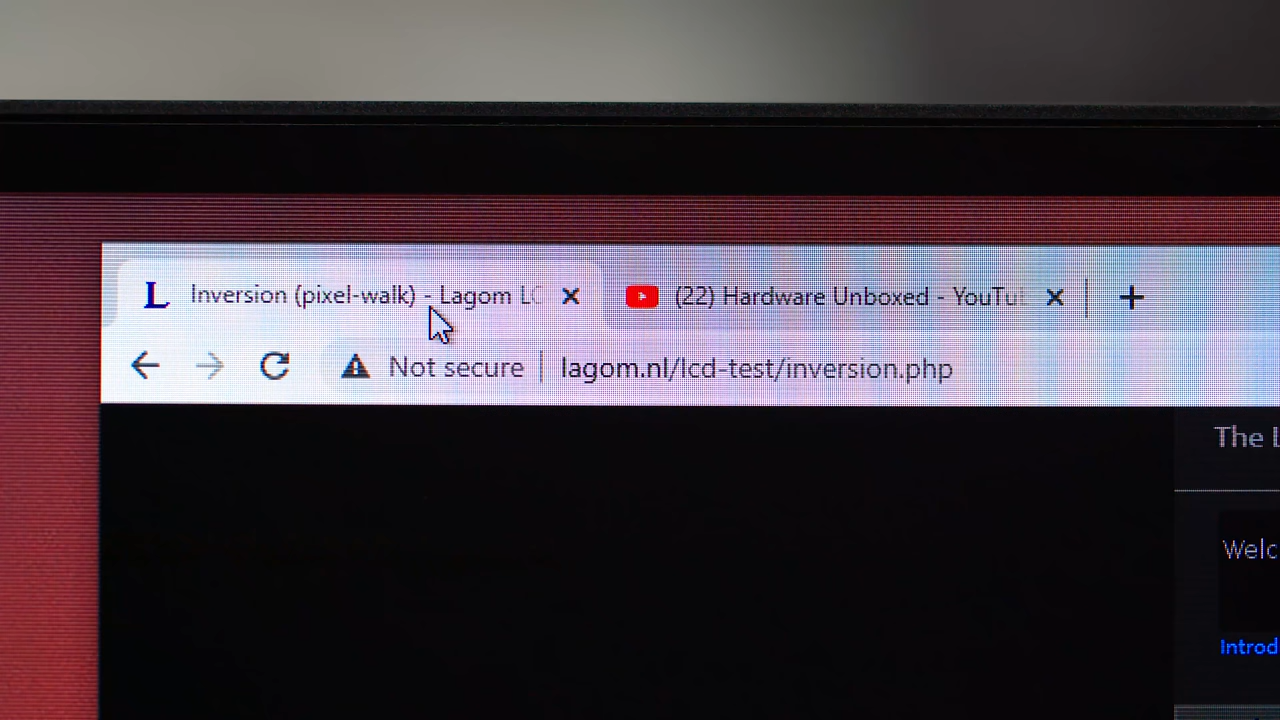 L Inversion (pixel-walk) - Lagom L
(22) Hardware Unboxed - YouTu
Not secure | lagom.nl/lcd-test/inversion.php
The L
Welc
Introd